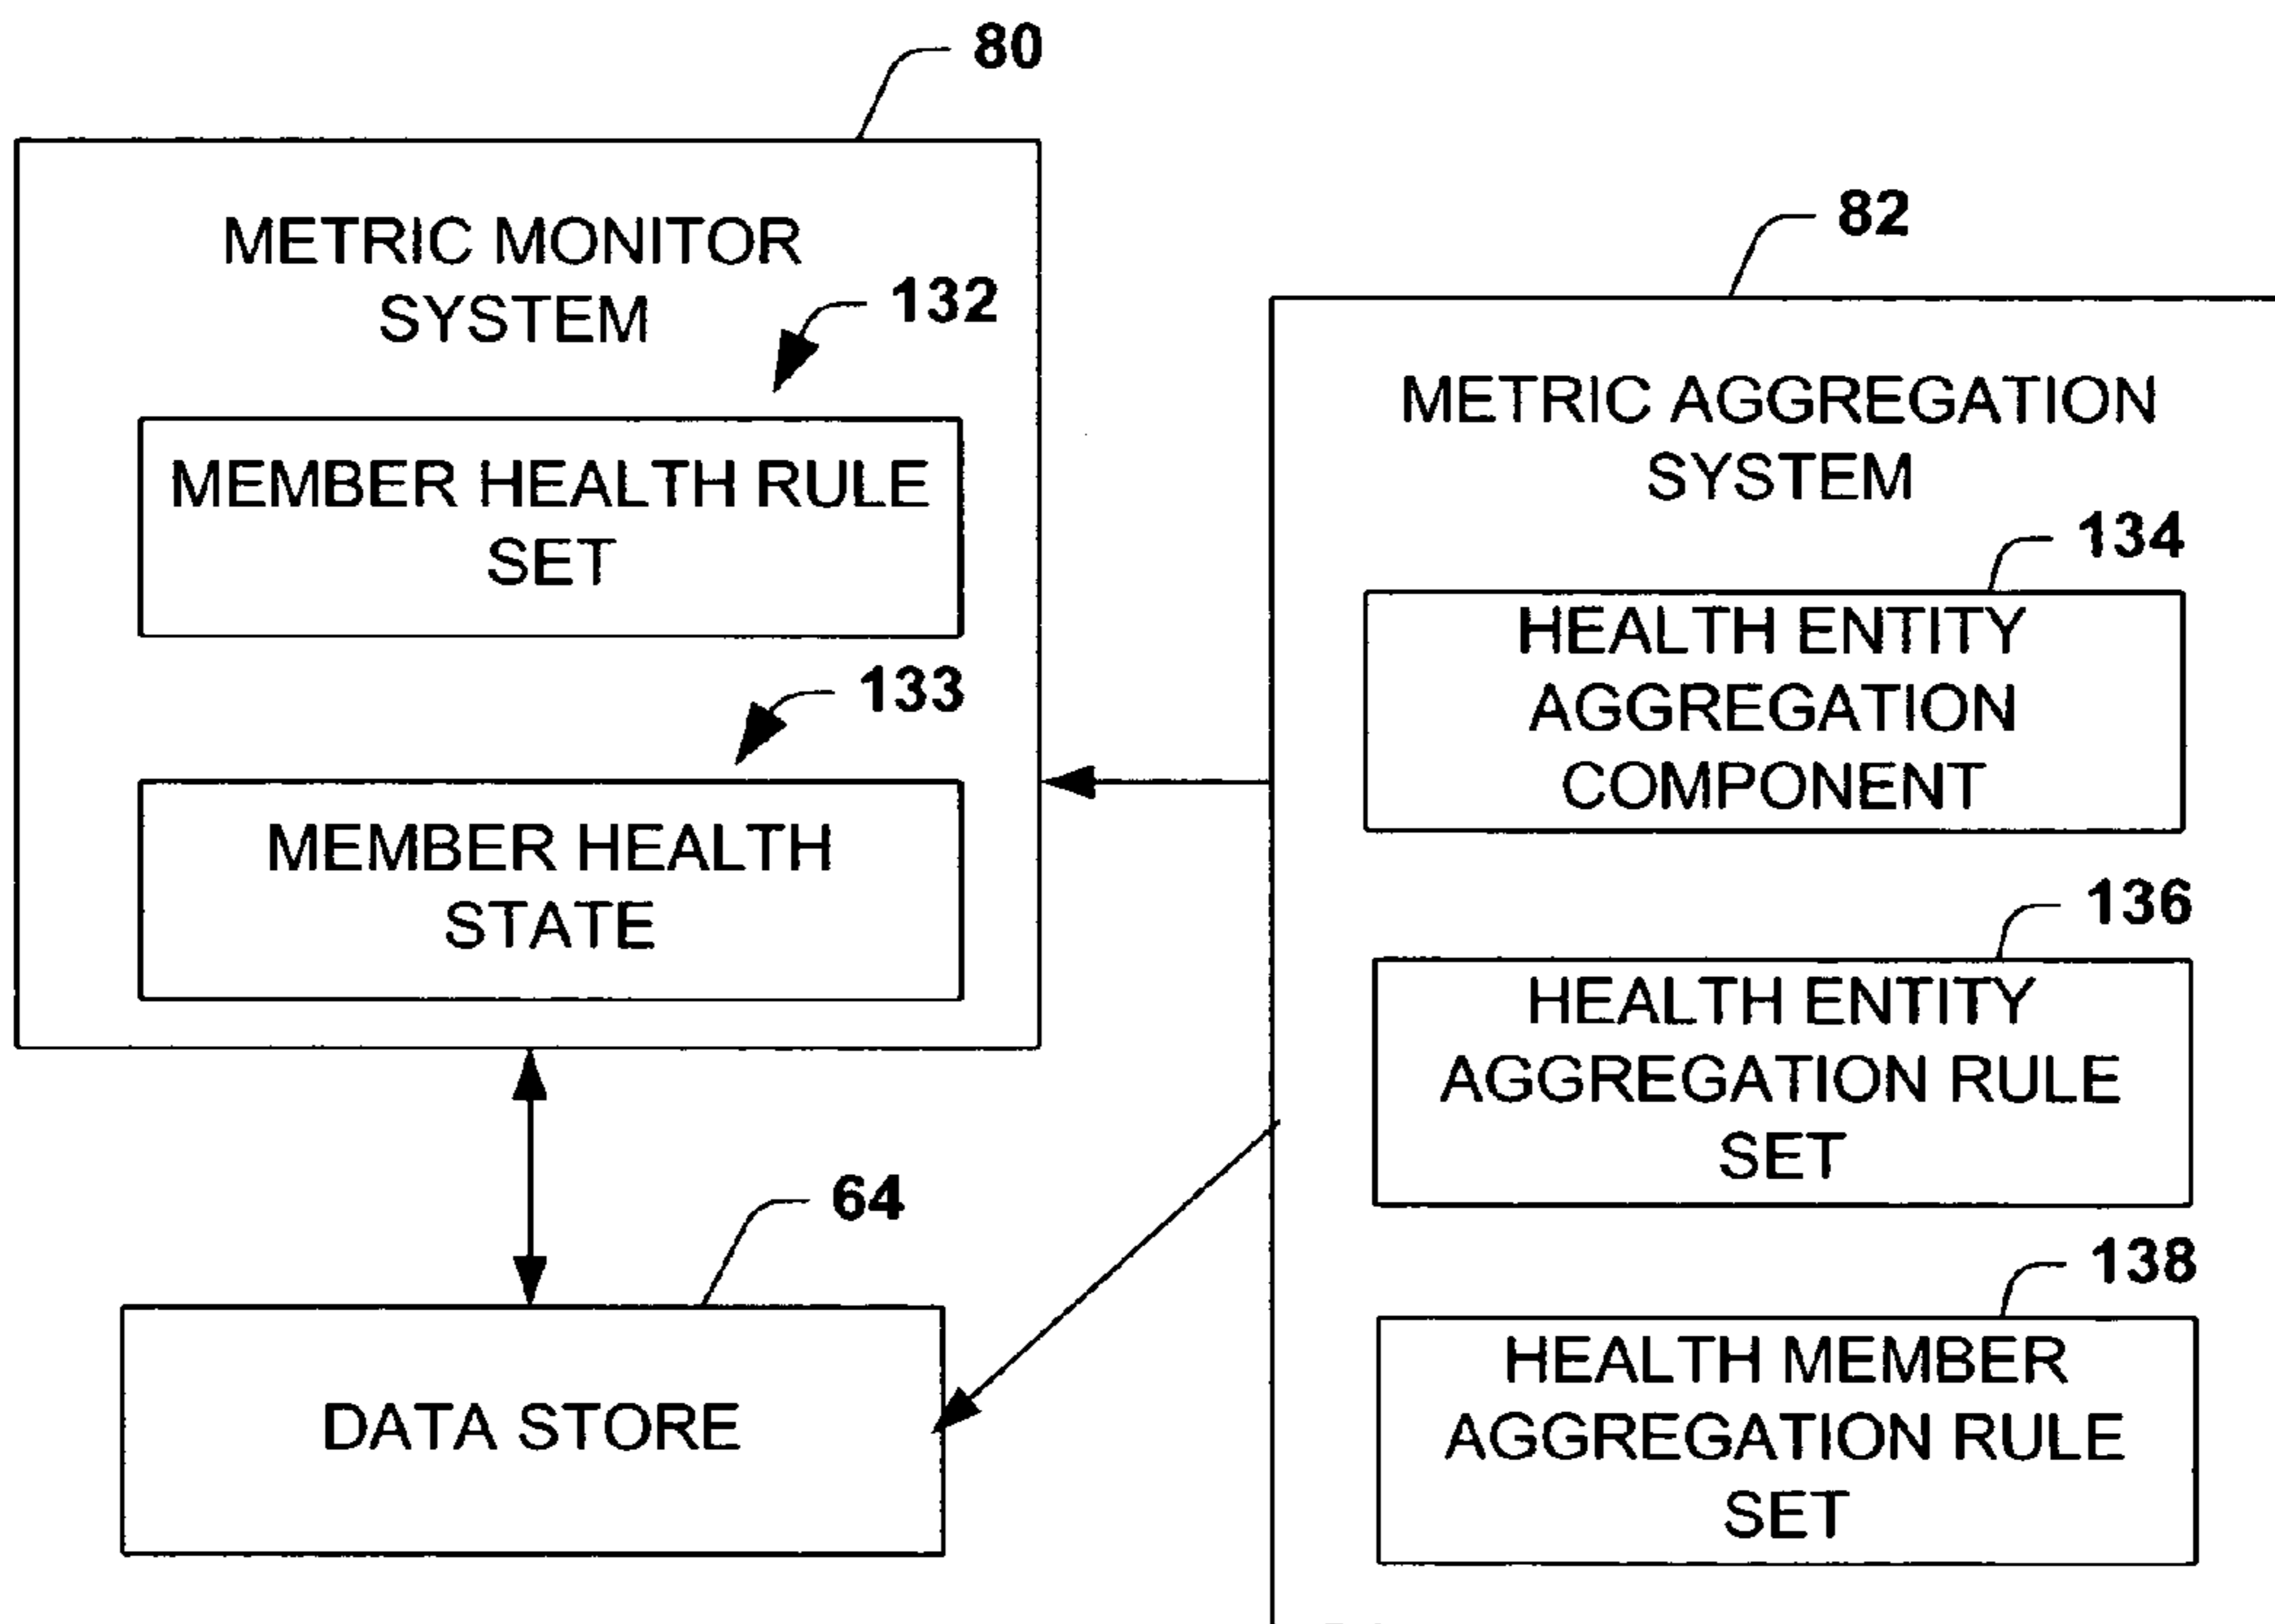 80
METRIC MONITOR
SYSTEM
132
MEMBER HEALTH RULE
SET
133
MEMBER HEALTH
STATE
64
DATA STORE
82
METRIC AGGREGATION
SYSTEM
134
HEALTH ENTITY
AGGREGATION
COMPONENT
136
HEALTH ENTITY
AGGREGATION RULE
SET
138
HEALTH MEMBER
AGGREGATION RULE
SET